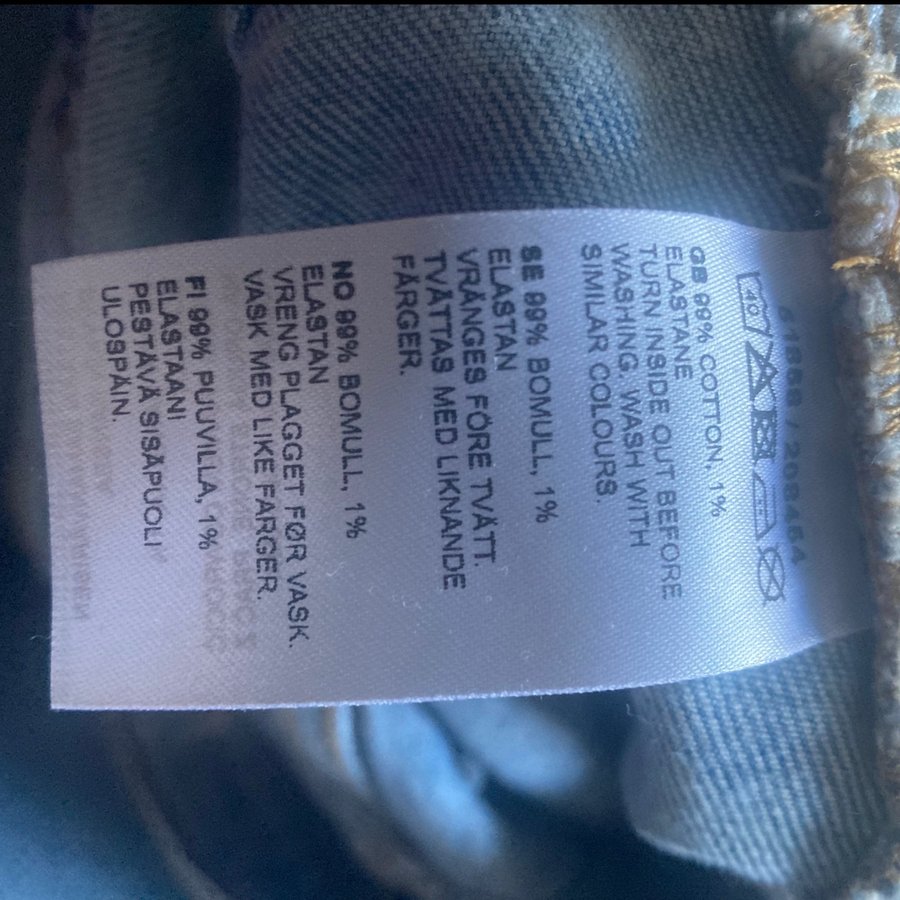 40
GB 99% COTTON, 1%
ELASTANE
TURN INSIDE OUT BEFORE
WASHING. WASH WITH
SIMILAR COLOURS
SE 99% BOMULL, 1%
ELASTAN
VRÄNGES FÖRE TVÄTT.
TVÄTTAS MED LIKNANDE
FÄRGER.
NO 99% BOMULL, 1%
ELASTAN
VRENG PLAGGET FØR VASK.
VASK MED LIKE FARGER.
FI 99% PUUVILLA, 1%
ELASTAANI
PESTÄVÄ SISÄPUOLI
ULOSPÄIN.